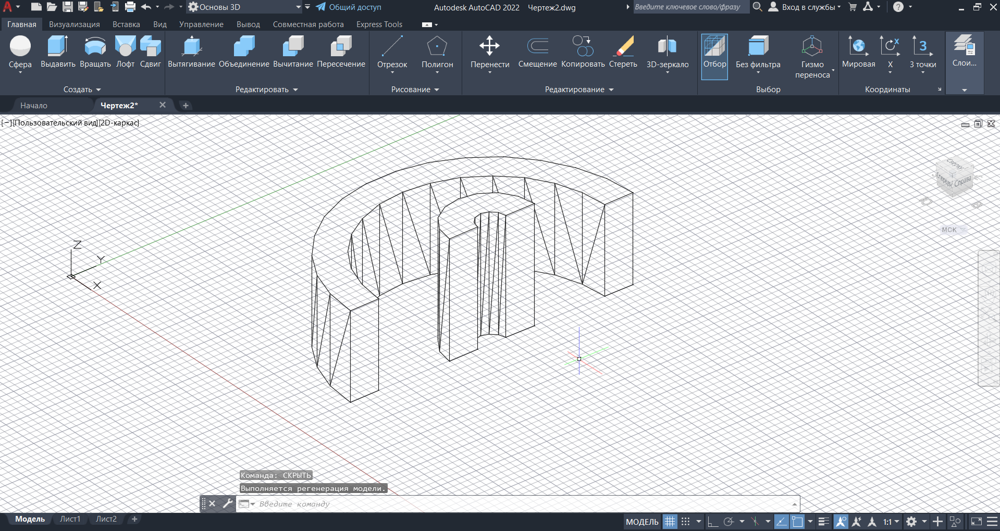 Основы 3D
Общий доступ
Autodesk AutoCAD 2022 Чертеж2.dwg
Введите ключевое слово/фразу
Вход в службы
?
Главная Визуализация Вставка Вид Управление Вывод Совместная работа Express Tools
Сфера Выдавить Вращать Лофт Сдвиг Вытягивание Объединение Вычитание Пересечение Отрезок Полигон Перенести Смещение Копировать Стереть 3D-зеркало Отбор Без фильтра Гизмо переноса Мировая X 3 точки Слои...
Создать Редактировать Рисование Редактирование Выбор Координаты
Начало Чертеж2*
[−][Пользовательский вид][2D-каркас]
Сверху
Спереди Справа
Ю В
МСК
Z
Y
X
Команда: СКРЫТЬ
Выполняется регенерация модели.
Введите команду
Модель Лист1 Лист2 +
МОДЕЛЬ 1:1